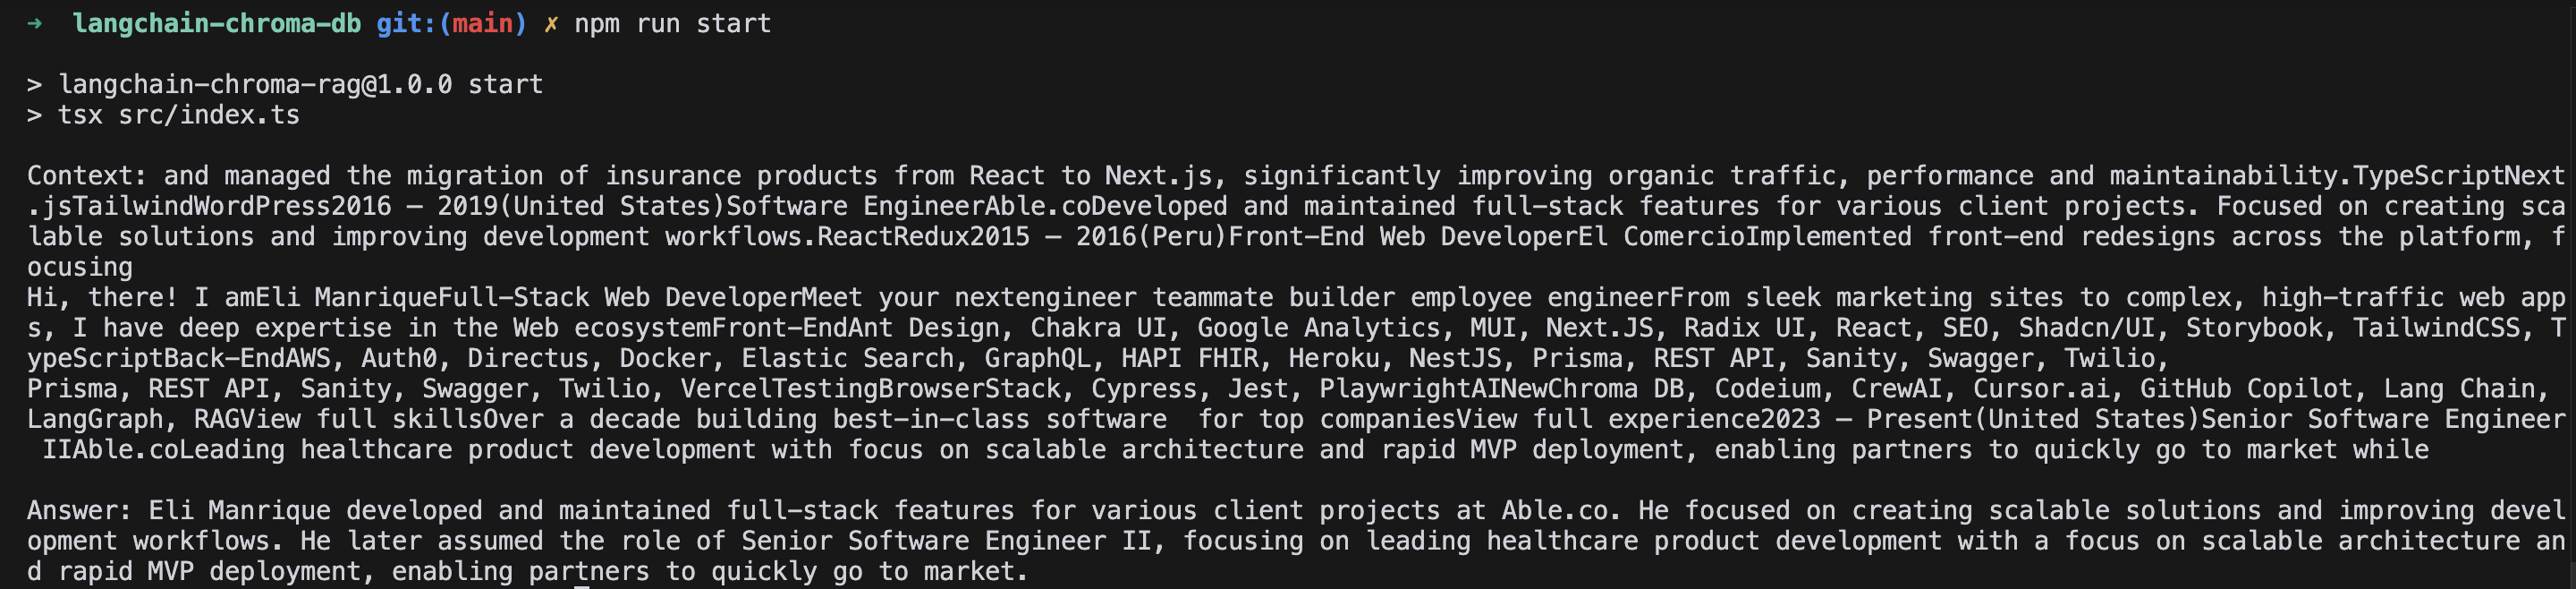 →  langchain-chroma-db git:(main) ✗ npm run start
> langchain-chroma-rag@1.0.0 start
> tsx src/index.ts
Context: and managed the migration of insurance products from React to Next.js, significantly improving organic traffic, performance and maintainability.TypeScriptNext
.jsTailwindWordPress2016 – 2019(United States)Software EngineerAble.coDeveloped and maintained full-stack features for various client projects. Focused on creating sca
lable solutions and improving development workflows.ReactRedux2015 – 2016(Peru)Front-End Web DeveloperEl ComercioImplemented front-end redesigns across the platform, f
ocusing
Hi, there! I amEli ManriqueFull-Stack Web DeveloperMeet your nextengineer teammate builder employee engineerFrom sleek marketing sites to complex, high-traffic web app
s, I have deep expertise in the Web ecosystemFront-EndAnt Design, Chakra UI, Google Analytics, MUI, Next.JS, Radix UI, React, SEO, Shadcn/UI, Storybook, TailwindCSS, T
ypeScriptBack-EndAWS, Auth0, Directus, Docker, Elastic Search, GraphQL, HAPI FHIR, Heroku, NestJS, Prisma, REST API, Sanity, Swagger, Twilio,
Prisma, REST API, Sanity, Swagger, Twilio, VercelTestingBrowserStack, Cypress, Jest, PlaywrightAINewChroma DB, Codeium, CrewAI, Cursor.ai, GitHub Copilot, Lang Chain,
LangGraph, RAGView full skillsOver a decade building best-in-class software  for top companiesView full experience2023 – Present(United States)Senior Software Engineer
 IIAble.coLeading healthcare product development with focus on scalable architecture and rapid MVP deployment, enabling partners to quickly go to market while
Answer: Eli Manrique developed and maintained full-stack features for various client projects at Able.co. He focused on creating scalable solutions and improving devel
opment workflows. He later assumed the role of Senior Software Engineer II, focusing on leading healthcare product development with a focus on scalable architecture an
d rapid MVP deployment, enabling partners to quickly go to market.